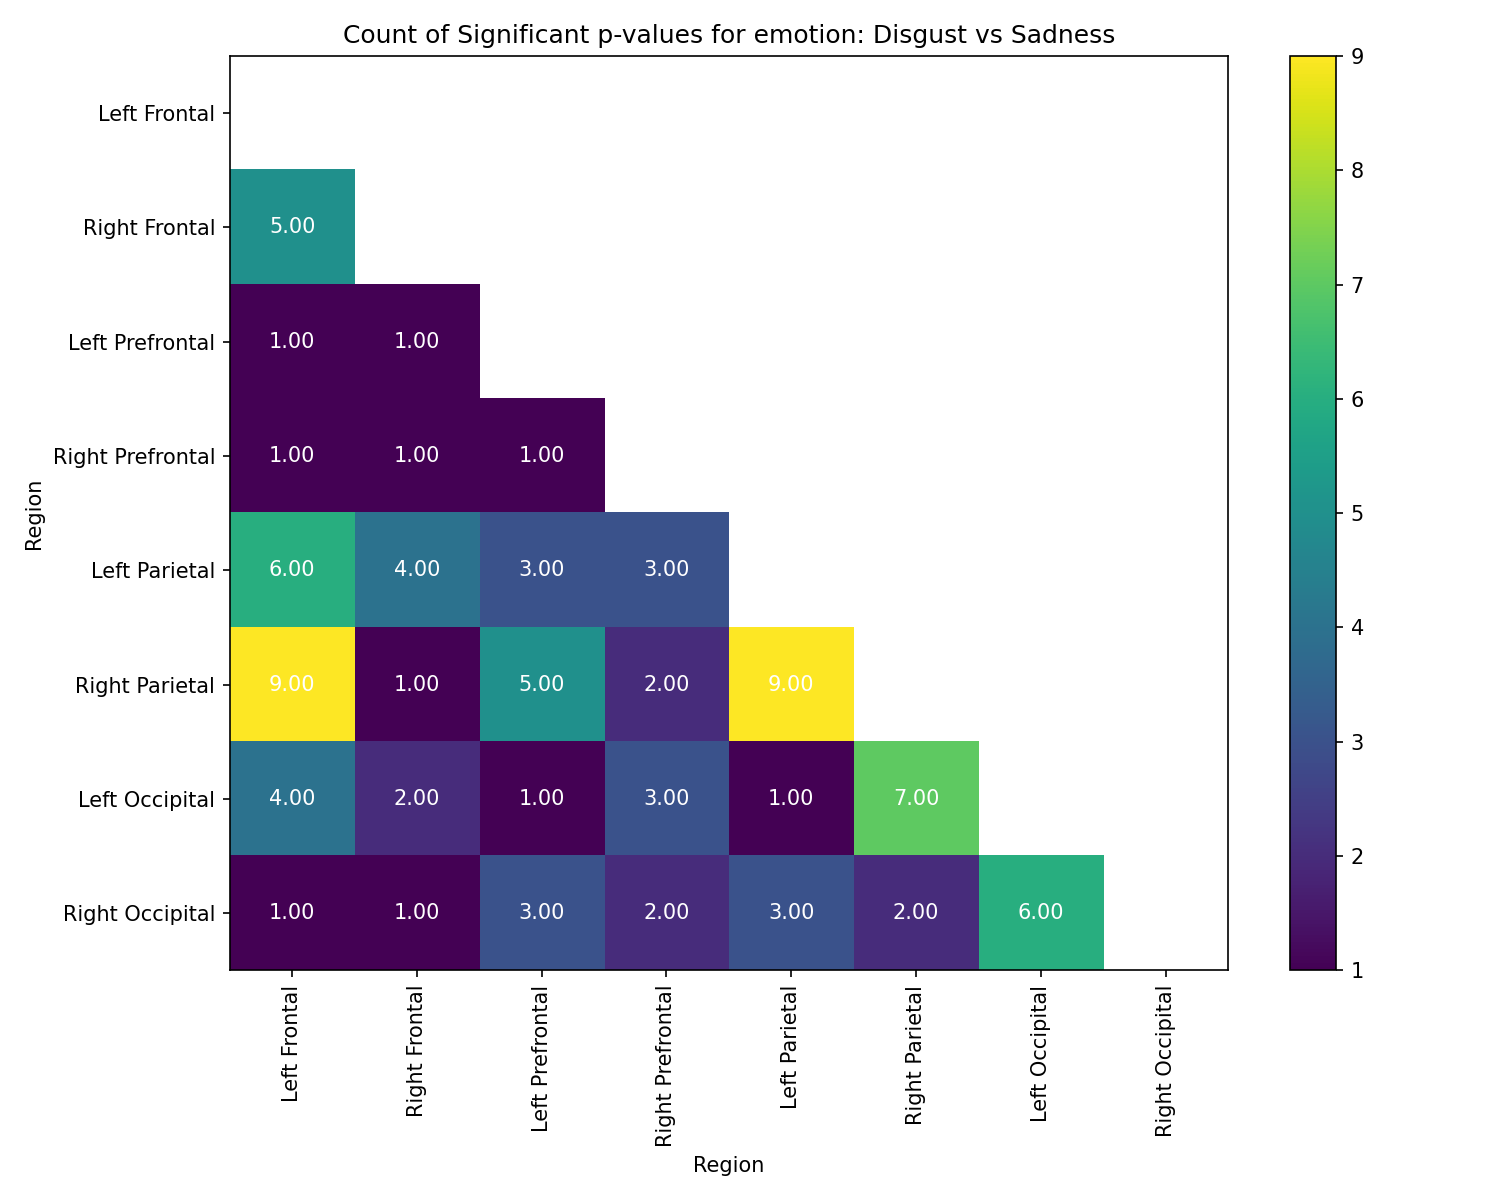 Count of Significant p-values for emotion: Disgust vs Sadness
9
Left Frontal
8
Right Frontal
5.00
7
Left Prefrontal
1.00 1.00
6
Right Prefrontal
1.00 1.00 1.00
5
Region
Left Parietal
6.00 4.00 3.00 3.00
4
Right Parietal
9.00 1.00 5.00 2.00 9.00
3
Left Occipital
4.00 2.00 1.00 3.00 1.00 7.00
2
Right Occipital
1.00 1.00 3.00 2.00 3.00 2.00 6.00
1
Left Frontal
Right Frontal
Left Prefrontal
Right Prefrontal
Left Parietal
Right Parietal
Left Occipital
Right Occipital
Region